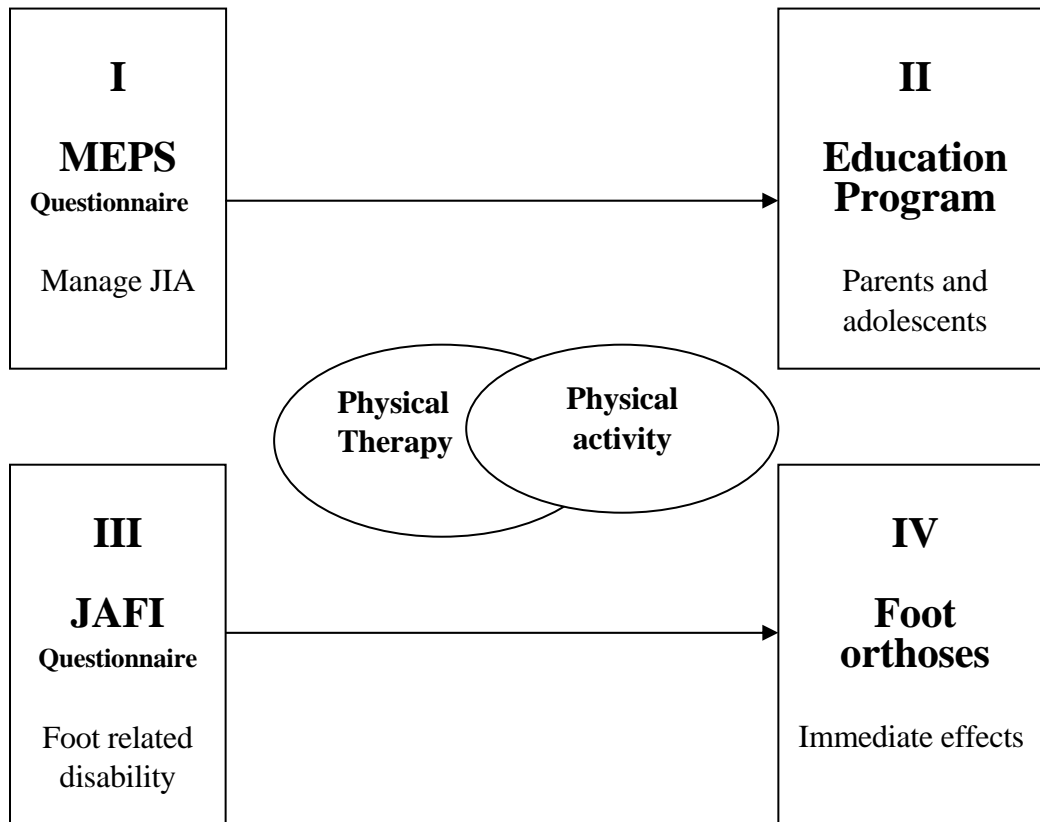 I
MEPS
Questionnaire
Manage JIA
II
Education
Program
Parents and
adolescents
Physical
Therapy
Physical
activity
III
JAFI
Questionnaire
Foot related
disability
IV
Foot
orthoses
Immediate effects